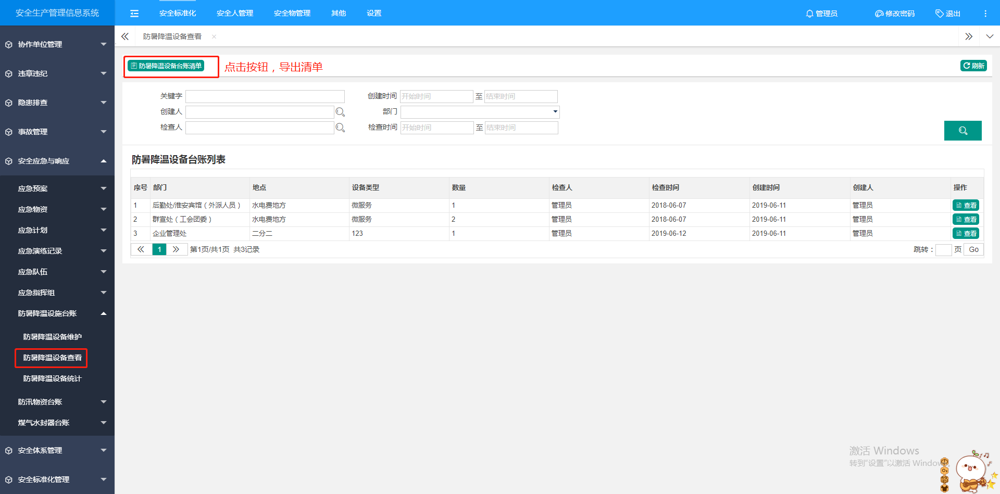 安全生产管理信息系统
安全标准化 安全人管理 安全物管理 其他 设置
管理员 修改密码 退出
防暑降温设备查看
协作单位管理
违章违纪
隐患排查
事故管理
安全应急与响应
应急预案
应急物资
应急计划
应急演练记录
应急队伍
应急指挥组
防暑降温设施台账
防暑降温设备维护
防暑降温设备查看
防暑降温设备统计
防汛物资台账
煤气水封器台账
安全体系管理
安全标准化管理
防暑降温设备台账清单 点击按钮，导出清单
刷新
关键字 创建时间 开始时间 至 结束时间
创建人 部门
检查人 检查时间 开始时间 至 结束时间
防暑降温设备台账列表
序号 部门 地点 设备类型 数量 检查人 检查时间 创建时间 创建人 操作
1 后勤处/淮安宾馆（外派人员） 水电费地方 微服务 1 管理员 2018-06-07 2019-06-11 管理员 查看
2 群宣处（工会团委） 水电费地方 微服务 2 管理员 2018-06-07 2019-06-11 管理员 查看
3 企业管理处 二分二 123 1 管理员 2019-06-12 2019-06-11 管理员 查看
1 第1页/共1页 共3记录 跳转： 页 Go
激活 Windows
转到“设置”以激活 Windows。
中
简